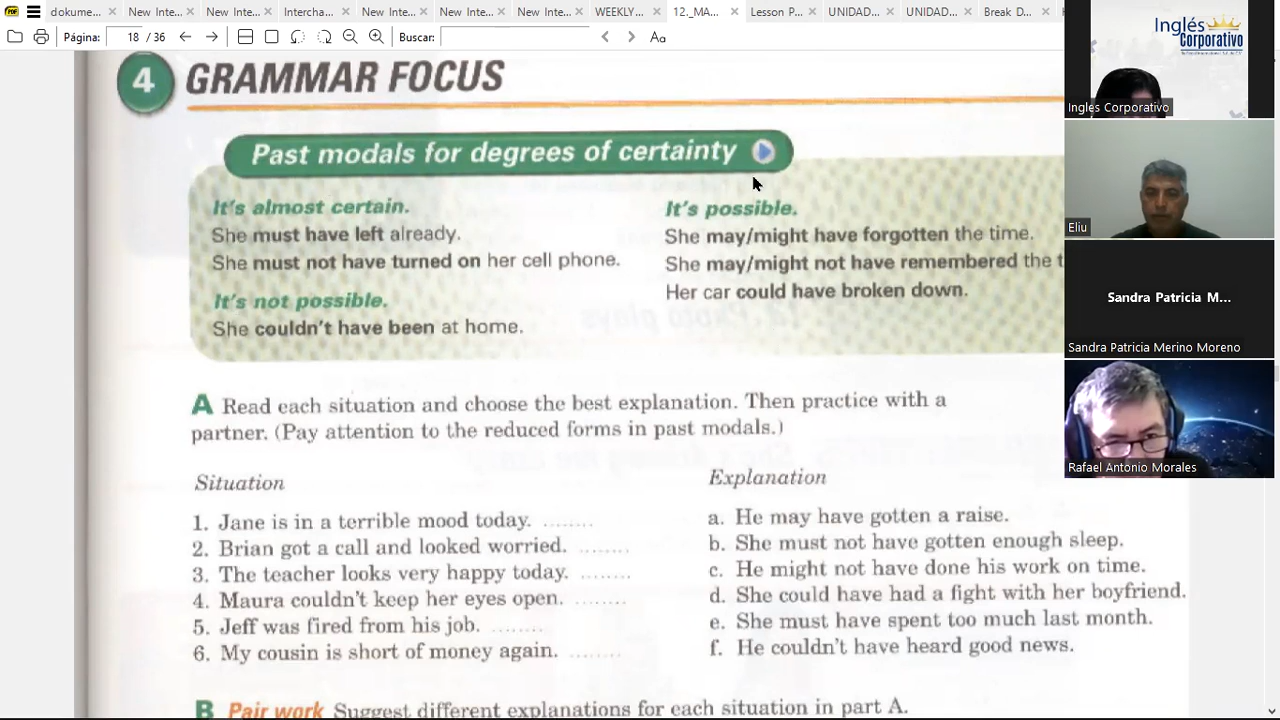 dokume...
New Inte...
New Inte...
Intercha...
New Inte...
New Inte...
New Inte...
WEEKLY...
12._MA...
Lesson P...
UNIDAD...
UNIDAD...
Break D...
Página:
18 / 36
Buscar:
Aa
4 GRAMMAR FOCUS
Past modals for degrees of certainty
It's almost certain.
She must have left already.
She must not have turned on her cell phone.
It's not possible.
She couldn't have been at home.
It's possible.
She may/might have forgotten the time.
She may/might not have remembered the t
Her car could have broken down.
A Read each situation and choose the best explanation. Then practice with a
partner. (Pay attention to the reduced forms in past modals.)
Situation
1. Jane is in a terrible mood today. ........
2. Brian got a call and looked worried. ........
3. The teacher looks very happy today. ........
4. Maura couldn't keep her eyes open. ........
5. Jeff was fired from his job. ........
6. My cousin is short of money again. ........
Explanation
a. He may have gotten a raise.
b. She must not have gotten enough sleep.
c. He might not have done his work on time.
d. She could have had a fight with her boyfriend.
e. She must have spent too much last month.
f. He couldn't have heard good news.
B Pair work Suggest different explanations for each situation in part A.
Inglés
Corporativo
Ingles Corporativo
Eliu
Sandra Patricia M...
Sandra Patricia Merino Moreno
Rafael Antonio Morales